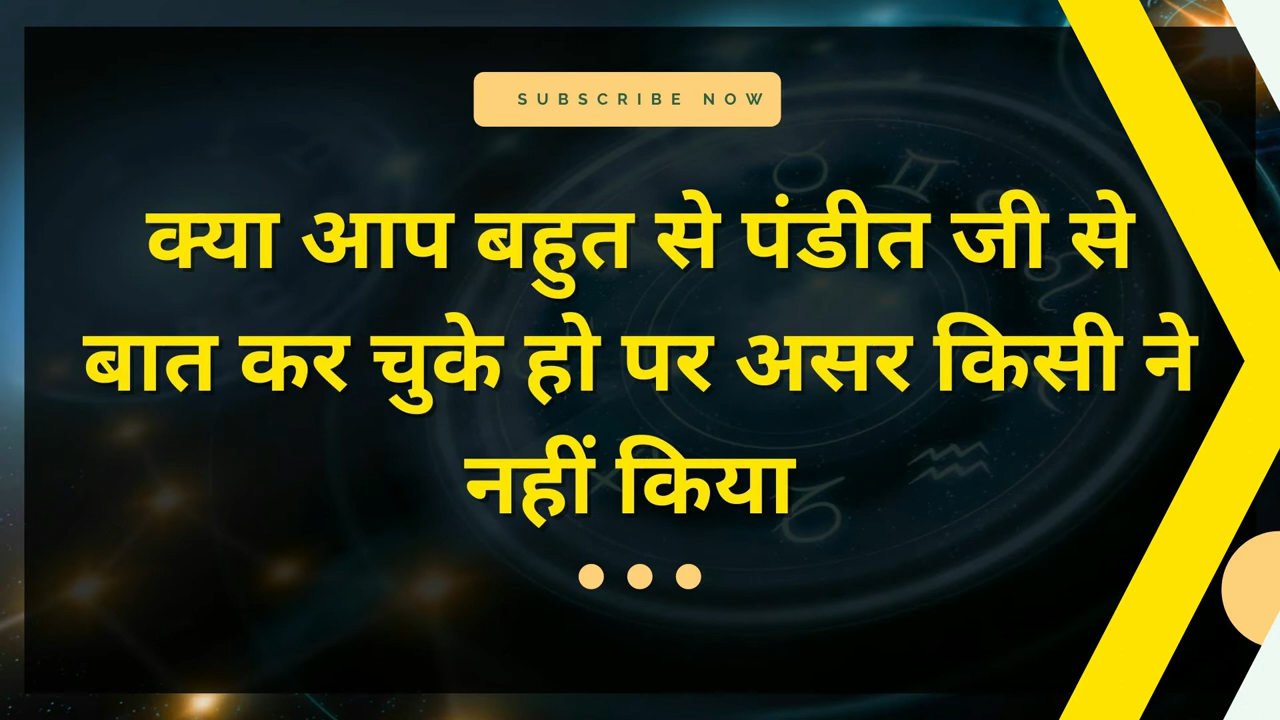 SUBSCRIBE NOW
क्या आप बहुत से पंडीत जी से
बात कर चुके हो पर असर किसी ने
नहीं किया